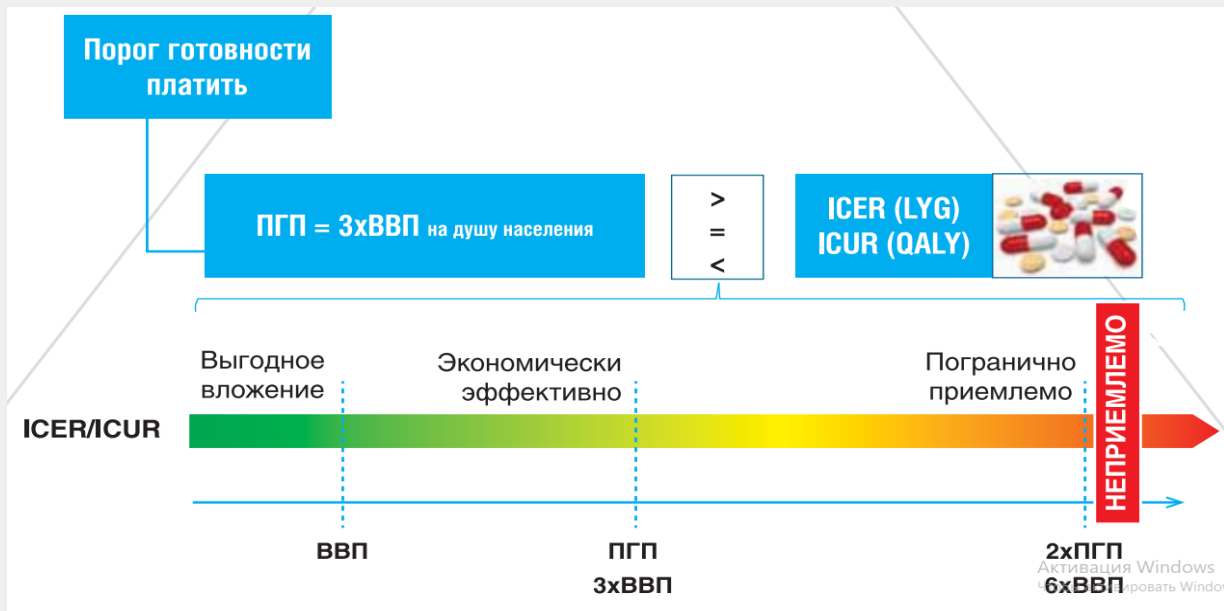 Порог готовности
платить
ПГП = 3хВВП на душу населения
>
=
<
ICER (LYG)
ICUR (QALY)
Выгодное
вложение
Экономически
эффективно
Погранично
приемлемо
НЕПРИЕМЛЕМО
ICER/ICUR
ВВП
ПГП
3хВВП
2хПГП
6хВВП
Активация Windows
Windows